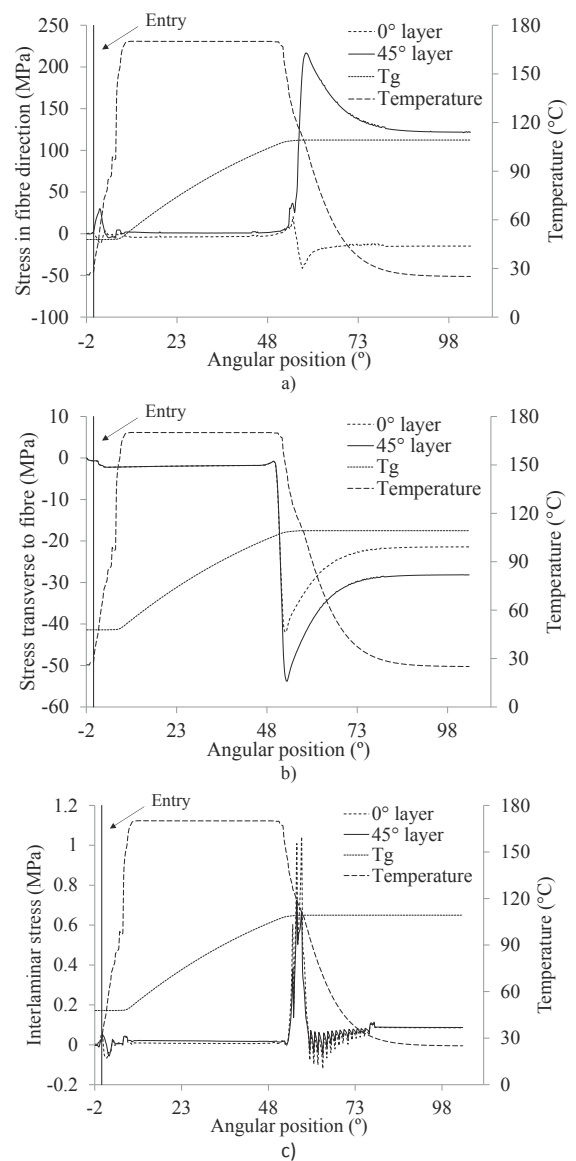 Entry
0° layer
45° layer
Tg
Temperature
250
200
150
100
50
0
-50
-100
180
150
120
90
60
30
0
-2
23
48
73
98
Stress in fibre direction (MPa)
Temperature (°C)
Angular position (º)
a)
Entry
0° layer
45° layer
Tg
Temperature
10
0
-10
-20
-30
-40
-50
-60
180
150
120
90
60
30
0
-2
23
48
73
98
Stress transverse to fibre (MPa)
Temperature (°C)
Angular position (º)
b)
Entry
0° layer
45° layer
Tg
Temperature
1.2
1
0.8
0.6
0.4
0.2
0
-0.2
180
150
120
90
60
30
0
-2
23
48
73
98
Interlaminar stress (MPa)
Temperature (°C)
Angular position (º)
c)